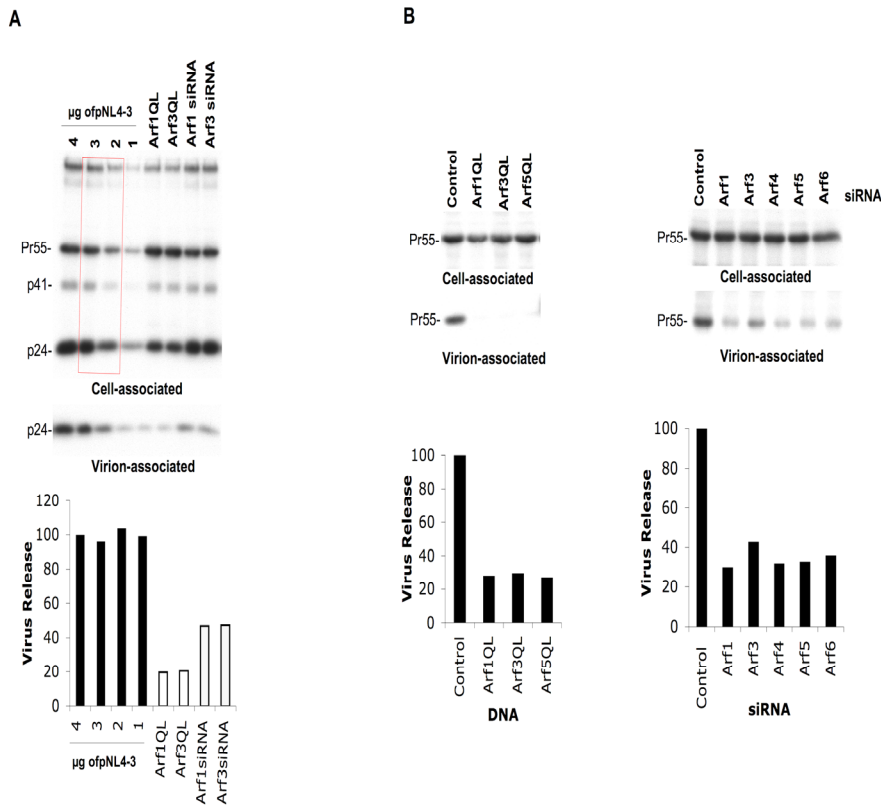 A
µg ofpNL4-3
4 3 2 1 Arf1QL Arf3QL Arf1 siRNA Arf3 siRNA
Pr55-
p41-
p24-
Cell-associated
p24-
Virion-associated
Virus Release
120
100
80
60
40
20
0
4 3 2 1 Arf1QL Arf3QL Arf1siRNA Arf3siRNA
µg ofpNL4-3
B
Control Arf1QL Arf3QL Arf5QL
Pr55-
Cell-associated
Pr55-
Virion-associated
Virus Release
100
80
60
40
20
0
Control Arf1QL Arf3QL Arf5QL
DNA
Control Arf1 Arf3 Arf4 Arf5 Arf6 siRNA
Pr55-
Cell-associated
Pr55-
Virion-associated
Virus Release
100
80
60
40
20
0
Control Arf1 Arf3 Arf4 Arf5 Arf6
siRNA